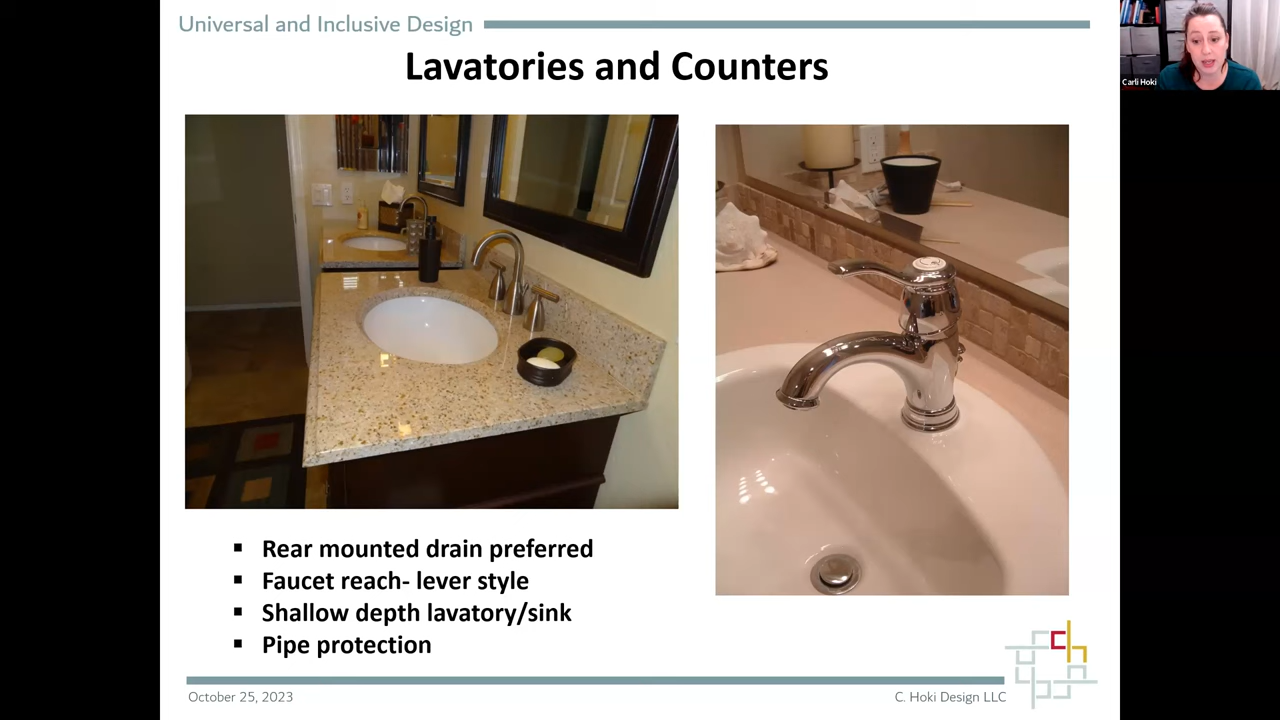 Universal and Inclusive Design
Lavatories and Counters
Carli Hoki
▪ Rear mounted drain preferred
▪ Faucet reach- lever style
▪ Shallow depth lavatory/sink
▪ Pipe protection
October 25, 2023
C. Hoki Design LLC
ch